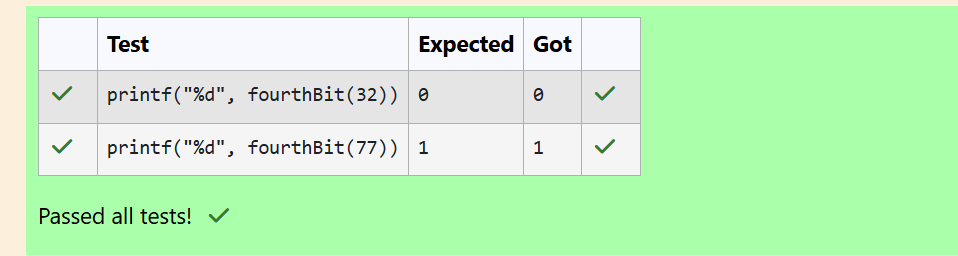 Test Expected Got
printf("%d", fourthBit(32)) 0 0
printf("%d", fourthBit(77)) 1 1
Passed all tests!